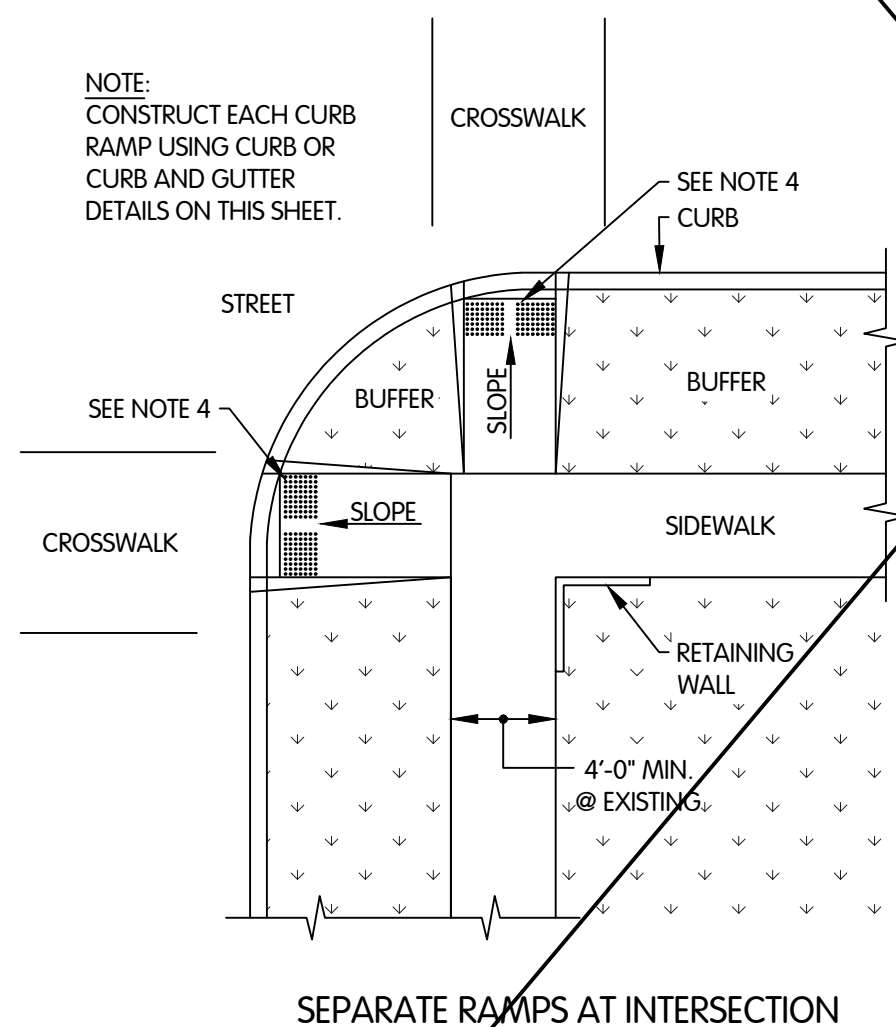 NOTE:
CONSTRUCT EACH CURB
RAMP USING CURB OR
CURB AND GUTTER
DETAILS ON THIS SHEET.
CROSSWALK
SEE NOTE 4
CURB
STREET
SLOPE
BUFFER
BUFFER
SEE NOTE 4
SLOPE
CROSSWALK
SIDEWALK
RETAINING
WALL
4'-0" MIN.
@ EXISTING
SEPARATE RAMPS AT INTERSECTION